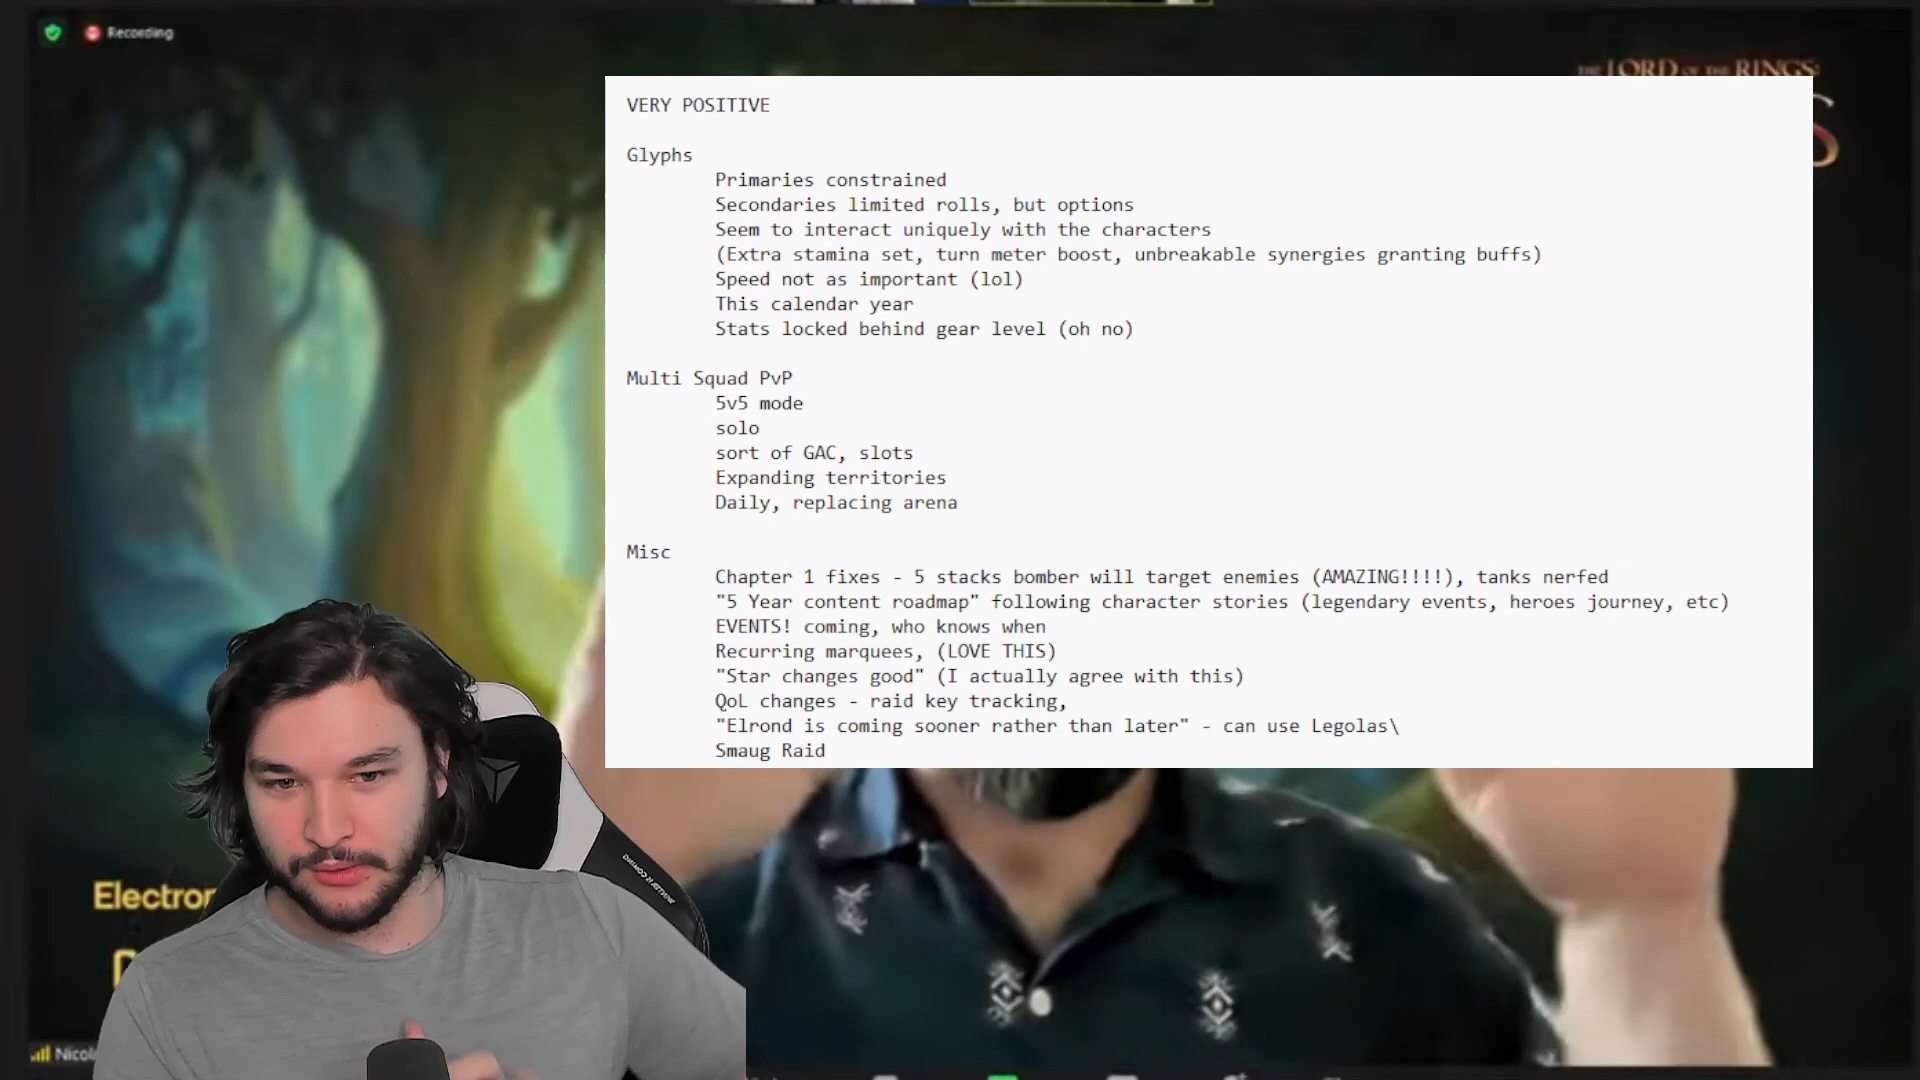 Recording
THE LORD OF THE RINGS:
VERY POSITIVE
Glyphs
Primaries constrained
Secondaries limited rolls, but options
Seem to interact uniquely with the characters
(Extra stamina set, turn meter boost, unbreakable synergies granting buffs)
Speed not as important (lol)
This calendar year
Stats locked behind gear level (oh no)
Multi Squad PvP
5v5 mode
solo
sort of GAC, slots
Expanding territories
Daily, replacing arena
Misc
Chapter 1 fixes - 5 stacks bomber will target enemies (AMAZING!!!!), tanks nerfed
"5 Year content roadmap" following character stories (legendary events, heroes journey, etc)
EVENTS! coming, who knows when
Recurring marquees, (LOVE THIS)
"Star changes good" (I actually agree with this)
QoL changes - raid key tracking,
"Elrond is coming sooner rather than later" - can use Legolas\
Smaug Raid
Electron
Nicol